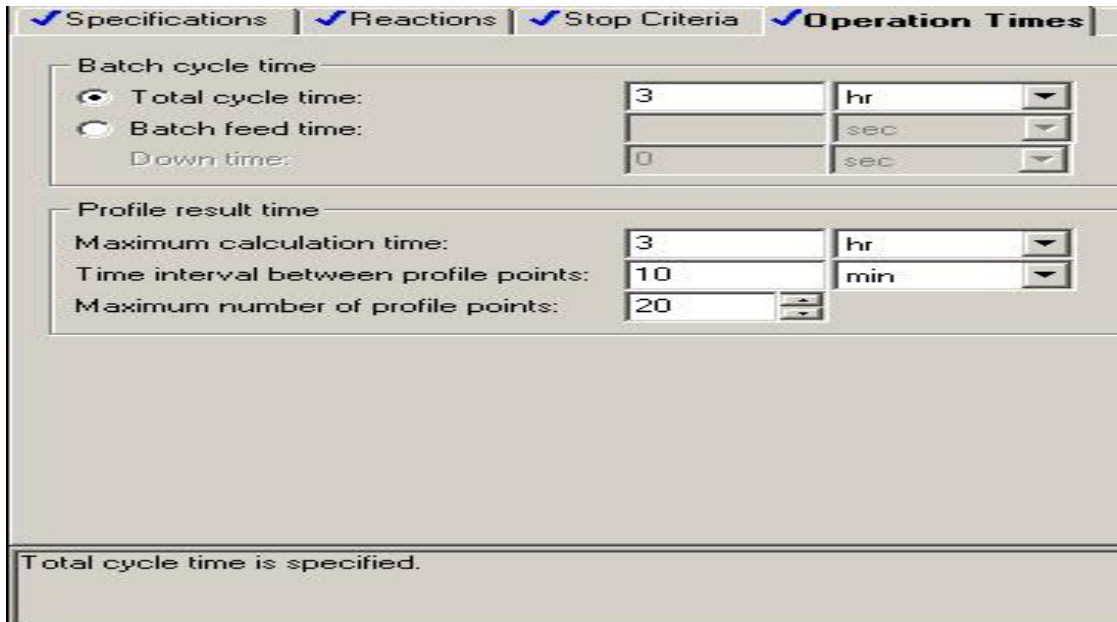 Specifications Reactions Stop Criteria Operation Times
Batch cycle time
Total cycle time: 3 hr
Batch feed time: sec
Down time: 0 sec
Profile result time
Maximum calculation time: 3 hr
Time interval between profile points: 10 min
Maximum number of profile points: 20
Total cycle time is specified.